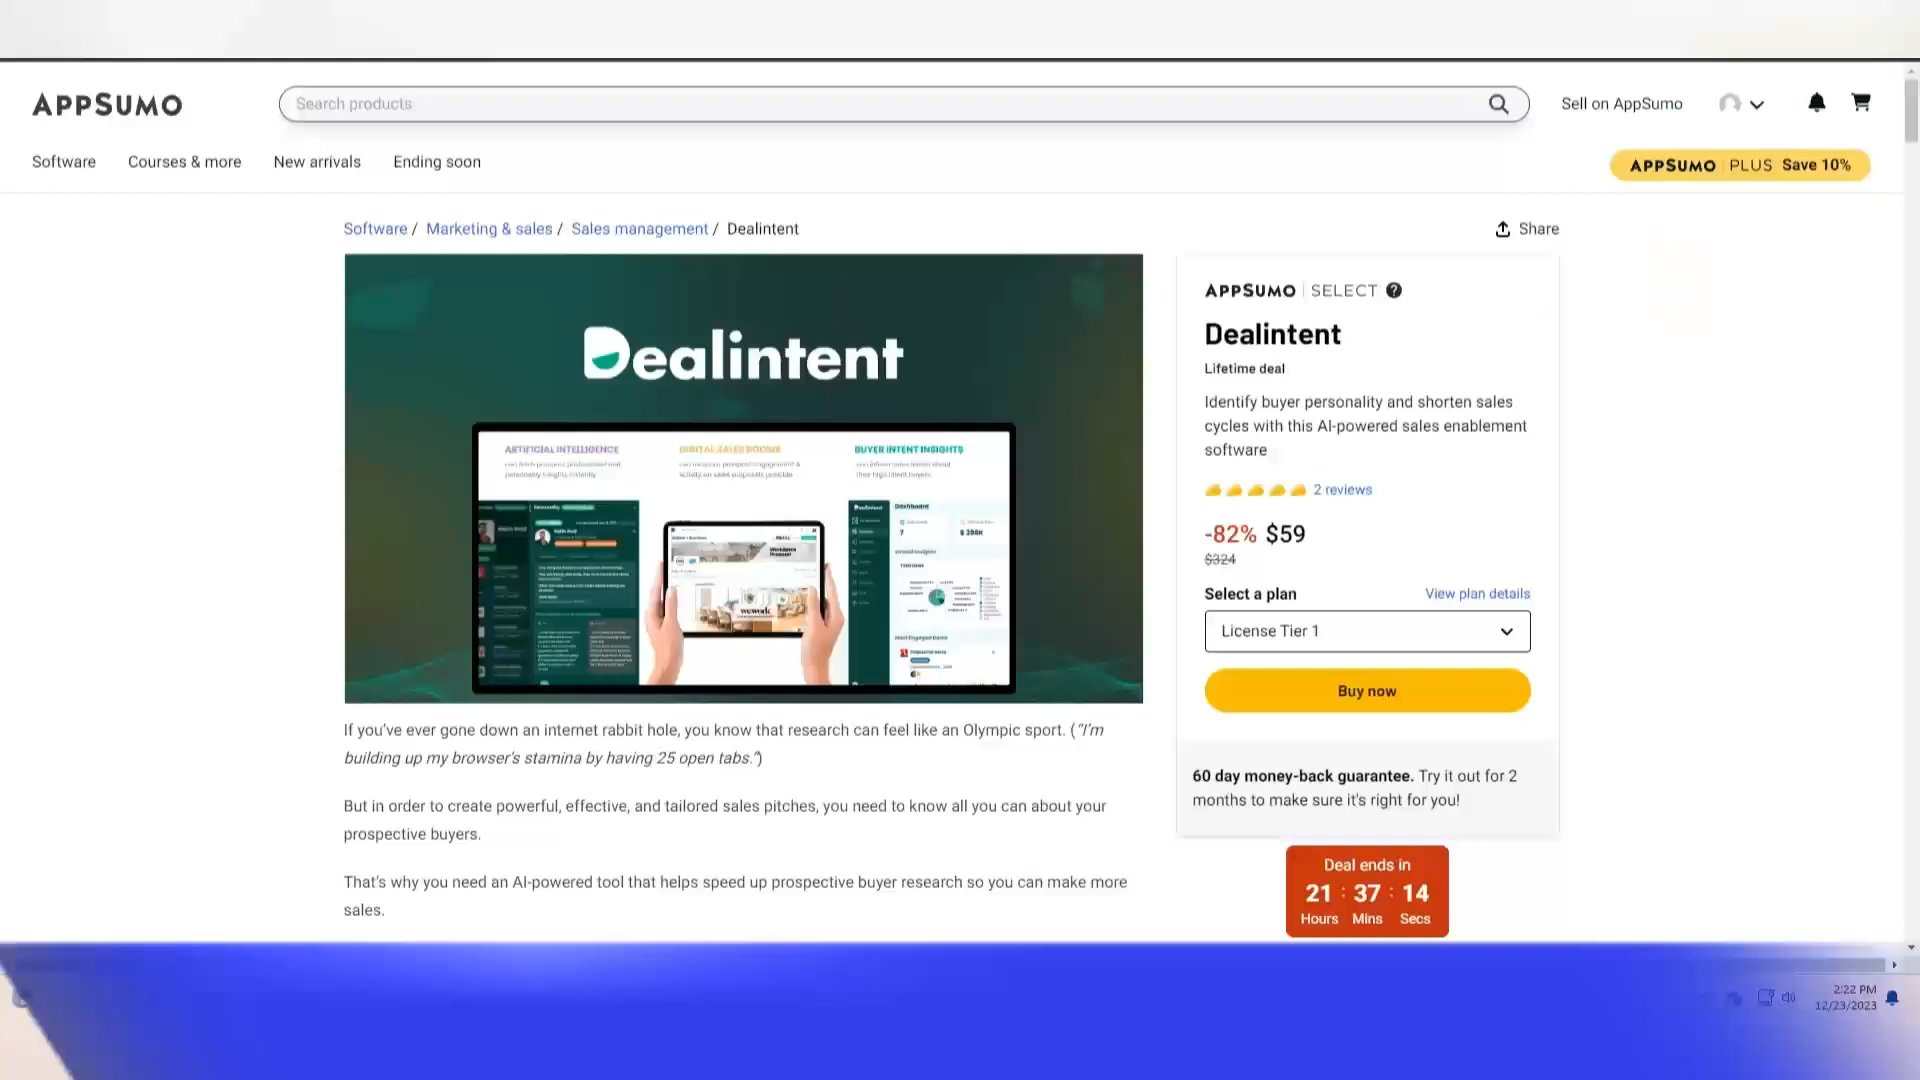 APPSUMO
Search products
Sell on AppSumo
Software
Courses & more
New arrivals
Ending soon
APPSUMO PLUS Save 10%
Software / Marketing & sales / Sales management / Dealintent
Share
Dealintent
ARTIFICIAL INTELLIGENCE
DIGITAL SALES ROOMS
BUYER INTENT INSIGHTS
Dealintent
Dashboard
7
wework
If you've ever gone down an internet rabbit hole, you know that research can feel like an Olympic sport. (“I’m
building up my browser’s stamina by having 25 open tabs.”)
But in order to create powerful, effective, and tailored sales pitches, you need to know all you can about your
prospective buyers.
That’s why you need an AI-powered tool that helps speed up prospective buyer research so you can make more
sales.
APPSUMO SELECT ?
Dealintent
Lifetime deal
Identify buyer personality and shorten sales
cycles with this AI-powered sales enablement
software
2 reviews
-82% $59
$324
Select a plan
View plan details
License Tier 1
Buy now
60 day money-back guarantee. Try it out for 2
months to make sure it's right for you!
Deal ends in
21 : 37 : 14
Hours Mins Secs
2:22 PM
12/23/2023